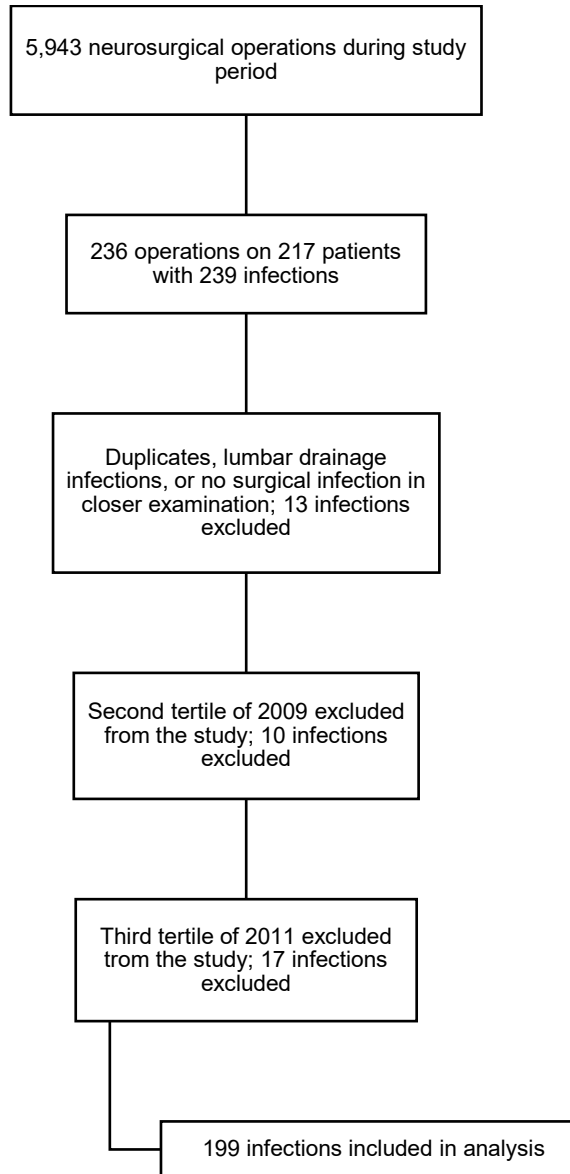 5,943 neurosurgical operations during study
period
236 operations on 217 patients
with 239 infections
Duplicates, lumbar drainage
infections, or no surgical infection in
closer examination; 13 infections
excluded
Second tertile of 2009 excluded
from the study; 10 infections
excluded
Third tertile of 2011 excluded
trom the study; 17 infections
excluded
199 infections included in analysis